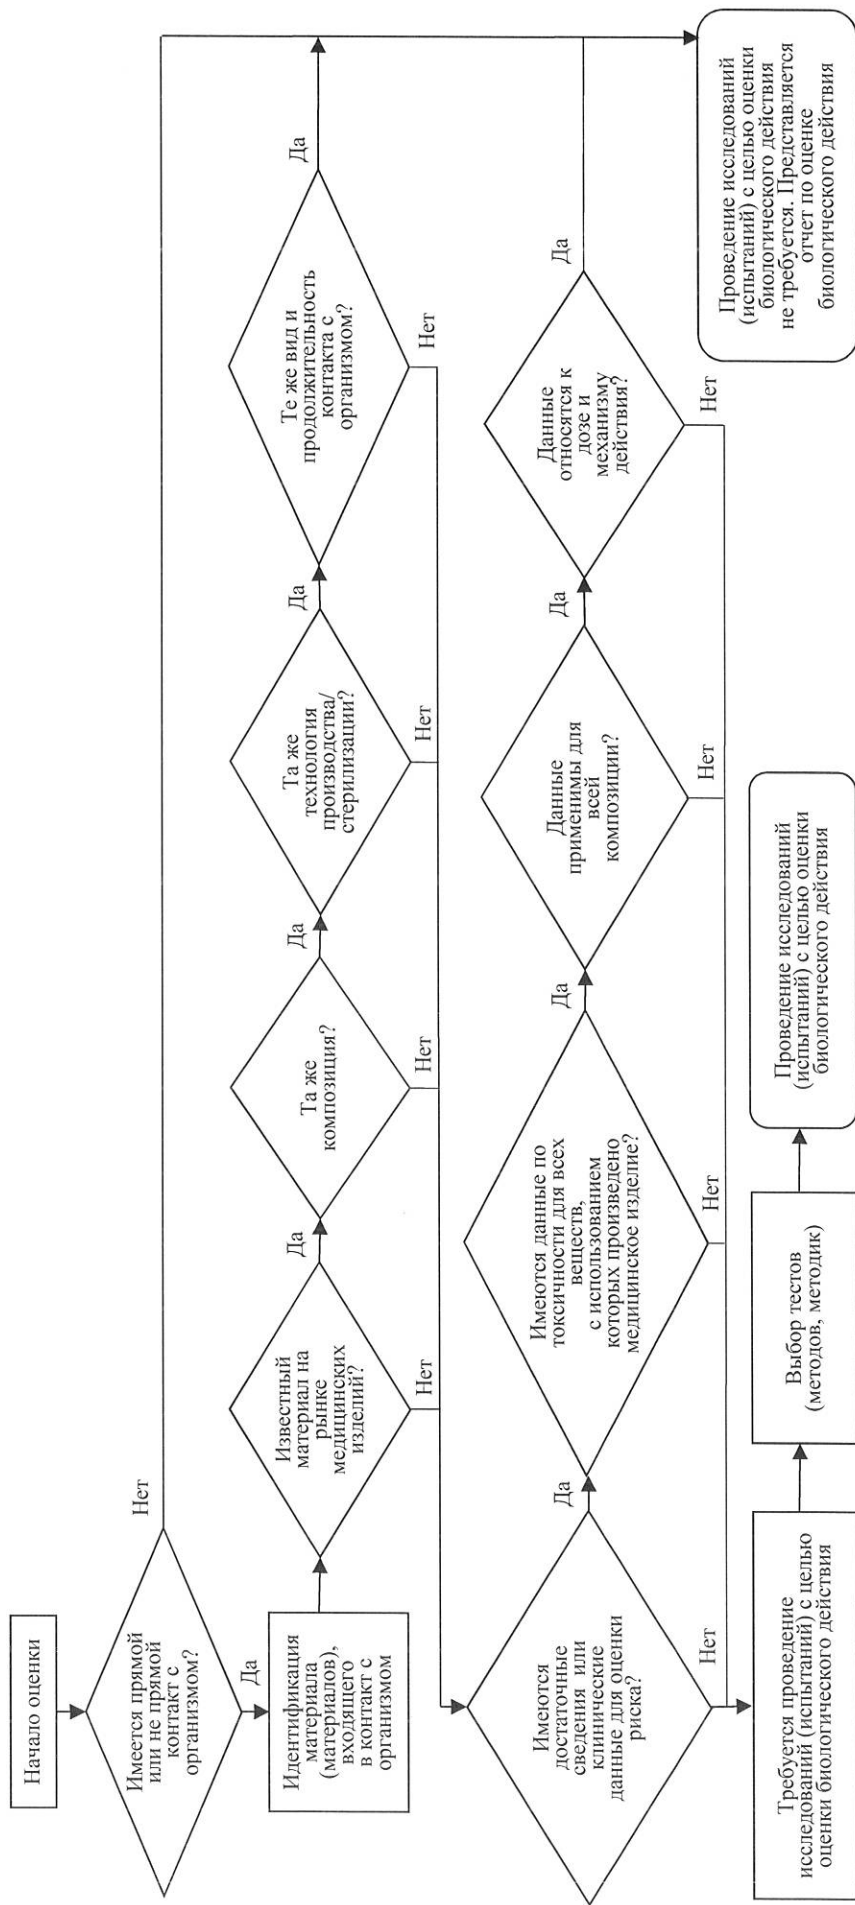 Начало оценки
Имеется прямой
или не прямой
контакт с
организмом?
Нет
Да
Идентификация
материала
(материалов),
входящего
в контакт с
организмом
Известный
материал на
рынке
медицинских
изделий?
Да
Нет
Та же
композиция?
Да
Нет
Та же
технология
производства/
стерилизации?
Да
Нет
Те же вид и
продолжительность
контакта с
организмом?
Да
Нет
Имеются
достаточные
сведения или
клинические
данные для оценки
риска?
Да
Нет
Имеются данные по
токсичности для всех
веществ,
с использованием
которых произведено
медицинское изделие?
Да
Нет
Данные
применимы для
всей
композиции?
Да
Нет
Данные
относятся к
дозе и
механизму
действия?
Да
Нет
Требуется проведение
исследований (испытаний) с целью
оценки биологического действия
Выбор тестов
(методов, методик)
Проведение исследований
(испытаний) с целью оценки
биологического действия
Проведение исследований
(испытаний) с целью оценки
биологического действия
не требуется. Представляется
отчет по оценке
биологического действия